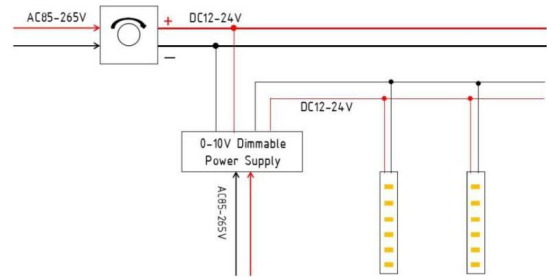 AC85-265V
+
DC12-24V
−
DC12-24V
0-10V Dimmable
Power Supply
AC85-265V